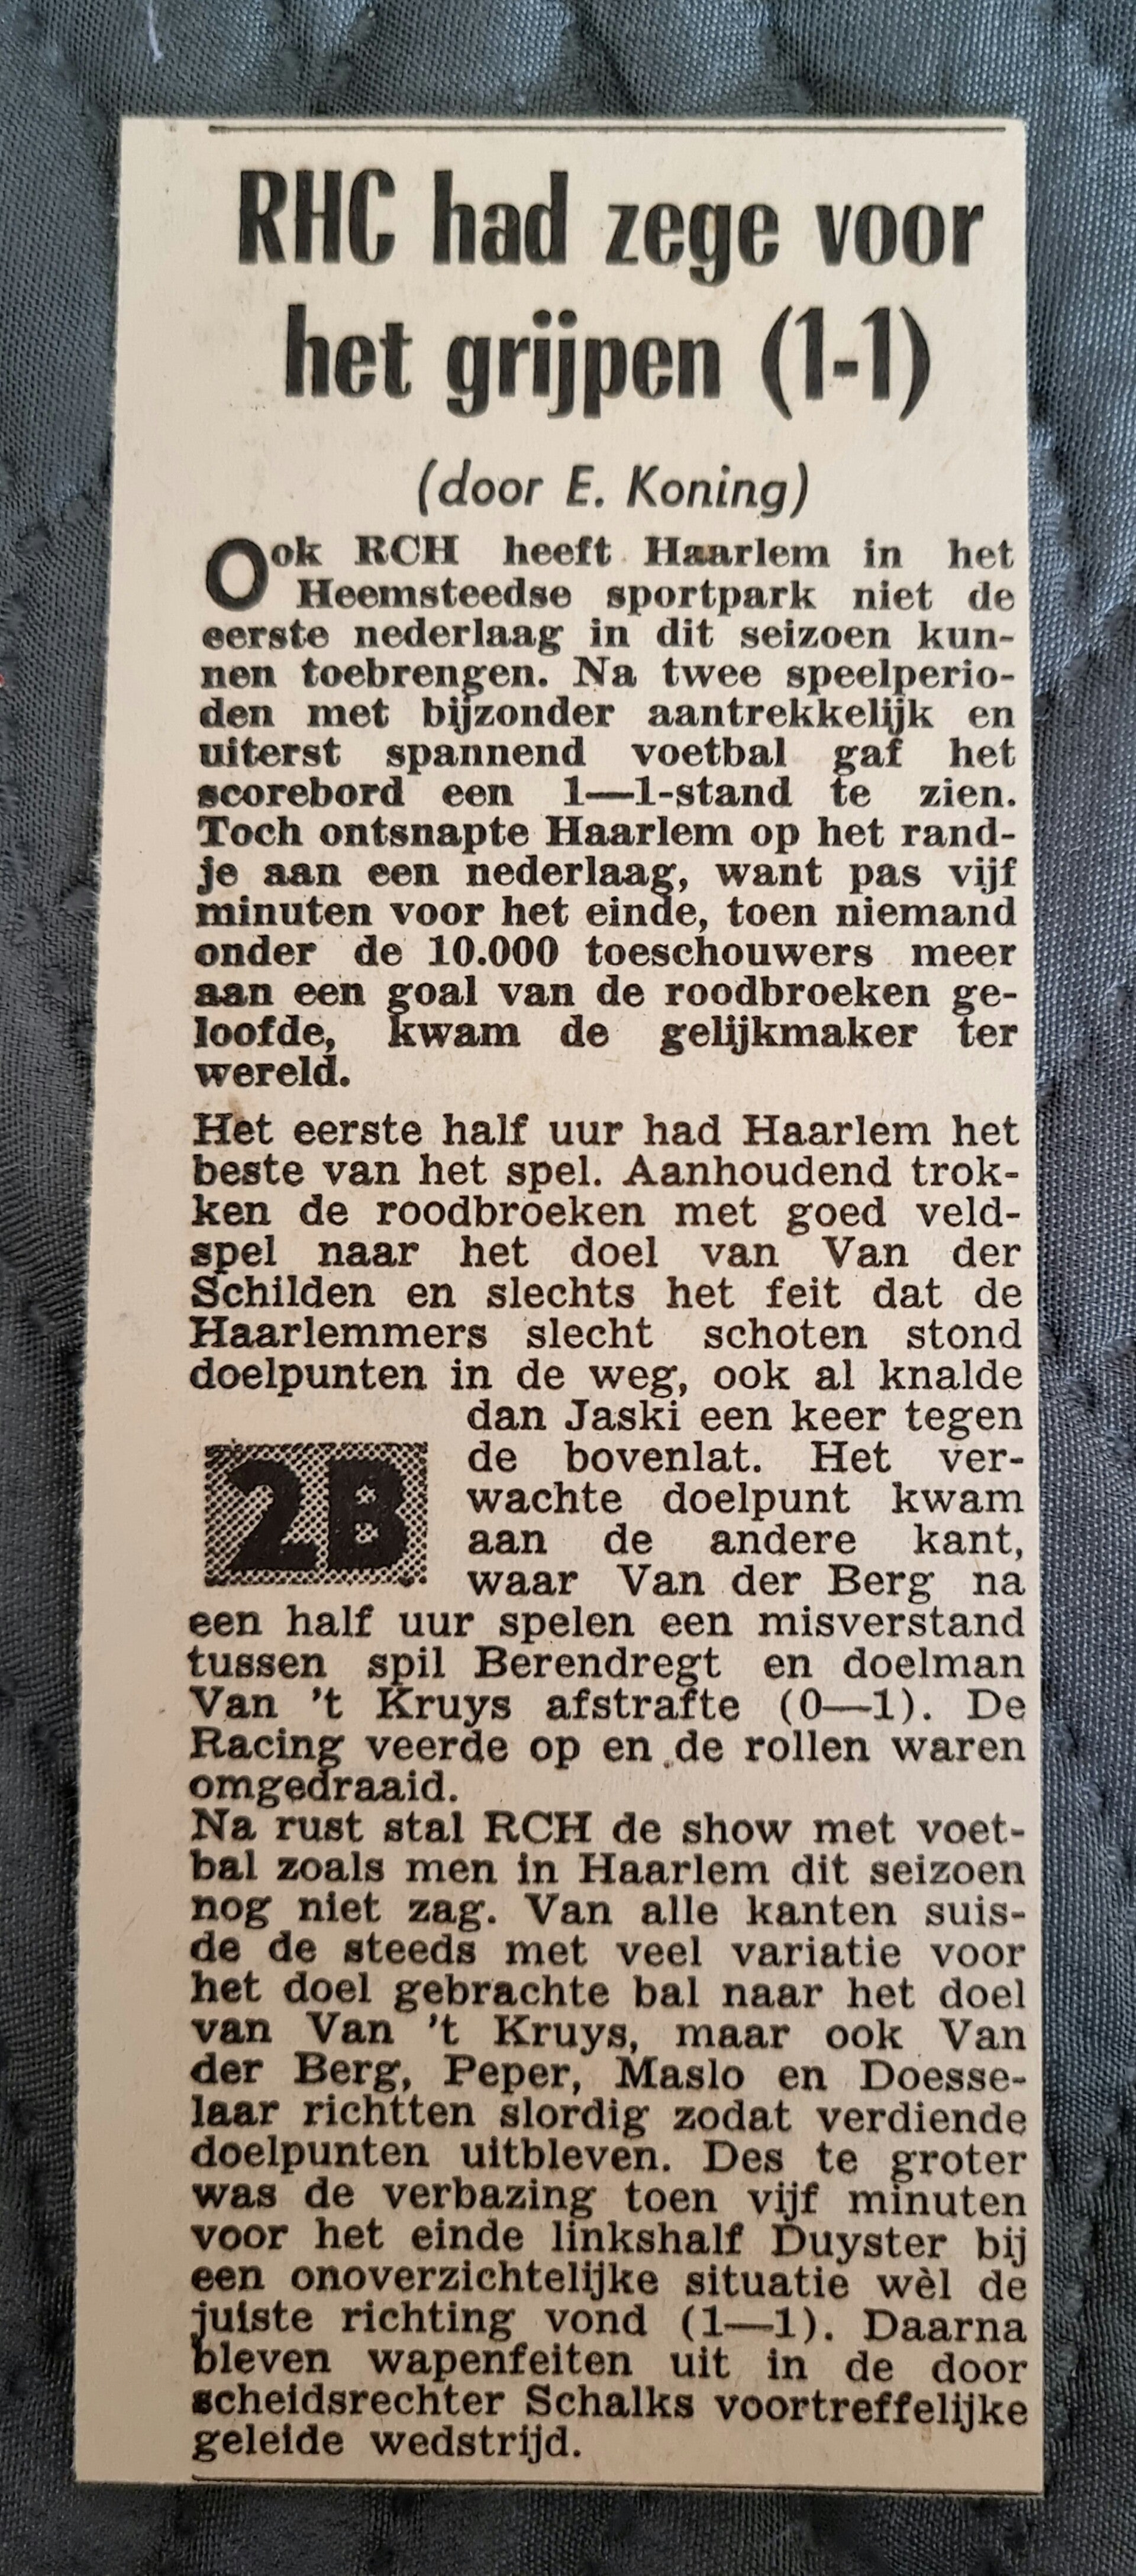 RHC had zege voor
het grijpen (1-1)
(door E. Koning)
Ook RCH heeft Haarlem in het
Heemsteedse sportpark niet de
eerste nederlaag in dit seizoen kun-
nen toebrengen. Na twee speelperio-
den met bijzonder aantrekkelijk en
uiterst spannend voetbal gaf het
scorebord een 1—1-stand te zien.
Toch ontsnapte Haarlem op het rand-
je aan een nederlaag, want pas vijf
minuten voor het einde, toen niemand
onder de 10.000 toeschouwers meer
aan een goal van de roodbroeken ge-
loofde, kwam de gelijkmaker ter
wereld.
Het eerste half uur had Haarlem het
beste van het spel. Aanhoudend trok-
ken de roodbroeken met goed veld-
spel naar het doel van Van der
Schilden en slechts het feit dat de
Haarlemmers slecht schoten stond
doelpunten in de weg, ook al knalde
dan Jaski een keer tegen
de bovenlat. Het ver-
wachte doelpunt kwam
aan de andere kant,
waar Van der Berg na
2B
een half uur spelen een misverstand
tussen spil Berendregt en doelman
Van 't Kruys afstrafte (0—1). De
Racing veerde op en de rollen waren
omgedraaid.
Na rust stal RCH de show met voet-
bal zoals men in Haarlem dit seizoen
nog niet zag. Van alle kanten suis-
de de steeds met veel variatie voor
het doel gebrachte bal naar het doel
van Van 't Kruys, maar ook Van
der Berg, Peper, Maslo en Doesse-
laar richtten slordig zodat verdiende
doelpunten uitbleven. Des te groter
was de verbazing toen vijf minuten
voor het einde linkshalf Duyster bij
een onoverzichtelijke situatie wèl de
juiste richting vond (1—1). Daarna
bleven wapenfeiten uit in de door
scheidsrechter Schalks voortreffelijke
geleide wedstrijd.